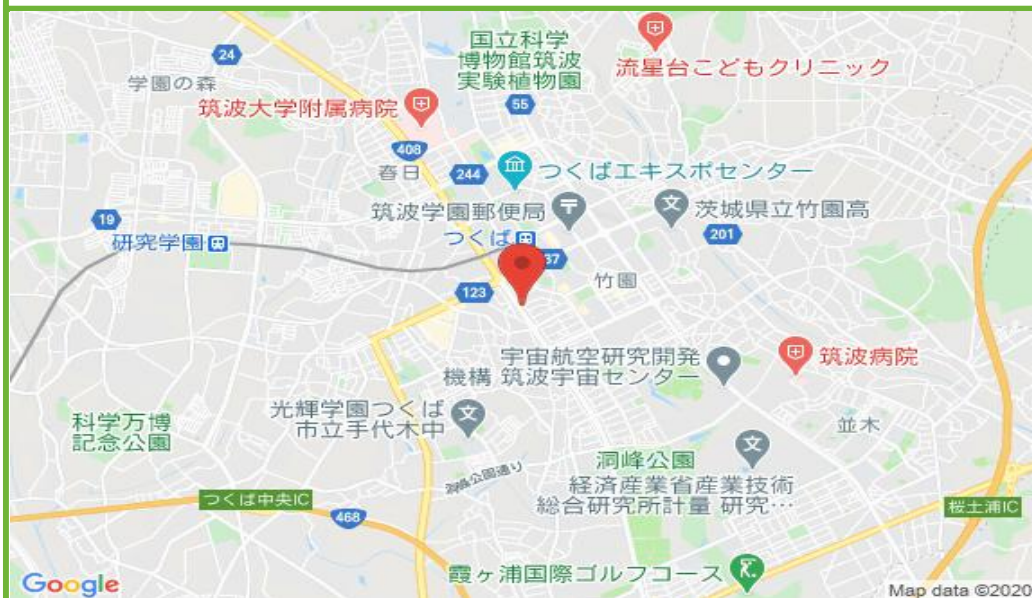 国立科学
博物館筑波
実験植物園
流星台こどもクリニック
24
学園の森
筑波大学附属病院
55
408
春日
244
つくばエキスポセンター
筑波学園郵便局
茨城県立竹園高
19
研究学園
つくば
201
37
竹園
123
宇宙航空研究開発
機構 筑波宇宙センター
筑波病院
光輝学園つくば
市立手代木中
科学万博
記念公園
並木
洞峰公園
洞峰公園通り
経済産業省産業技術
総合研究所計量 研究…
つくば中央IC
468
桜土浦IC
霞ヶ浦国際ゴルフコース
Google
Map data ©2020